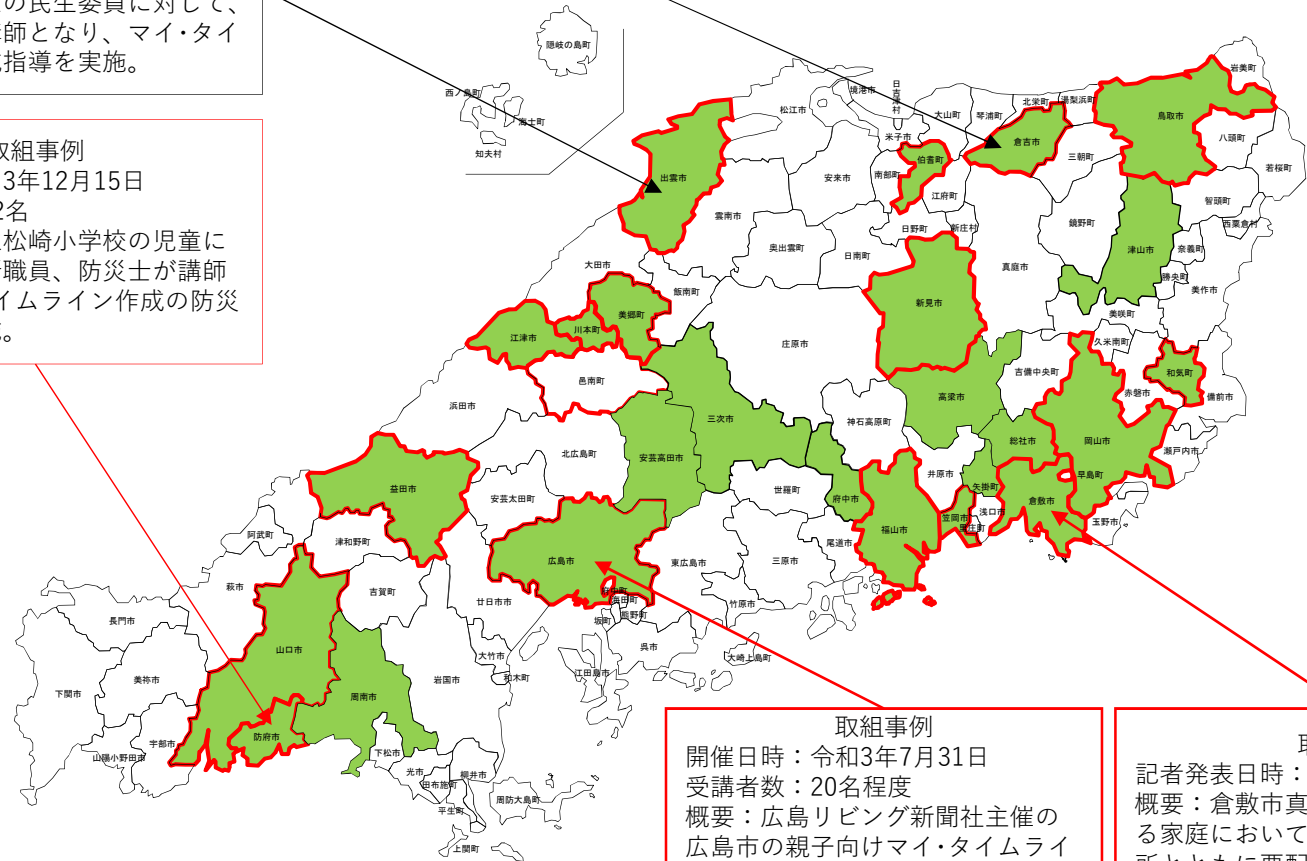 の民生委員に対して、
師となり、マイ・タイ
指導を実施。
取組事例
3年12月15日
2名
松崎小学校の児童に
職員、防災士が講師
イムライン作成の防災
隠岐の島町
西ノ島町
海士町
知夫村
松江市
境港市
日吉津村
米子市
大山町
琴浦町
北栄町
湯梨浜町
岩美町
鳥取市
倉吉市
八頭町
若桜町
三朝町
伯耆町
南部町
安来市
出雲市
雲南市
江府町
智頭町
西粟倉村
鏡野町
津山市
奈義町
日野町
新庄村
奥出雲町
日南町
真庭市
勝央町
美作市
大田市
飯南町
新見市
美郷町
川本町
江津市
美咲町
久米南町
庄原市
邑南町
吉備中央町
和気町
赤磐市
備前市
浜田市
高梁市
三次市
神石高原町
総社市
岡山市
瀬戸内市
北広島町
安芸高田市
井原市
矢掛町
早島町
益田市
安芸太田町
世羅町
府中市
倉敷市
福山市
笠岡市
浅口市
里庄町
玉野市
阿武町
津和野町
尾道市
広島市
東広島市
三原市
萩市
吉賀町
廿日市市
府中町
海田町
熊野町
坂町
竹原市
長門市
呉市
山口市
大竹市
大崎上島町
美祢市
岩国市
和木町
江田島市
下関市
周南市
防府市
宇部市
山陽小野田市
下松市
光市
田布施町
柳井市
周防大島町
平生町
上関町
取組事例
開催日時：令和3年7月31日
受講者数：20名程度
概要：広島リビング新聞社主催の
広島市の親子向けマイ・タイムライ
記者発表日時：
概要：倉敷市真
る家庭において